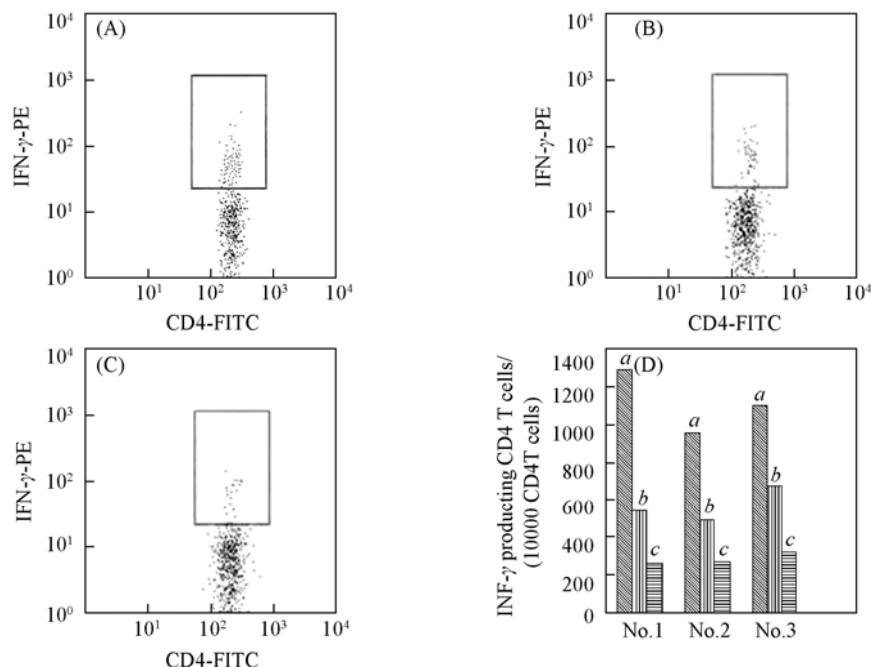 (A)
10⁴
10³
10²
10¹
10⁰
IFN-γ-PE
10¹ 10² 10³ 10⁴
CD4-FITC
(B)
10⁴
10³
10²
10¹
10⁰
IFN-γ-PE
10¹ 10² 10³ 10⁴
CD4-FITC
(C)
10⁴
10³
10²
10¹
10⁰
IFN-γ-PE
10¹ 10² 10³ 10⁴
CD4-FITC
(D)
INF-γ producting CD4 T cells/
(10000 CD4T cells)
1400
1200
1000
800
600
400
200
0
a b c
a b c
a b c
No.1 No.2 No.3